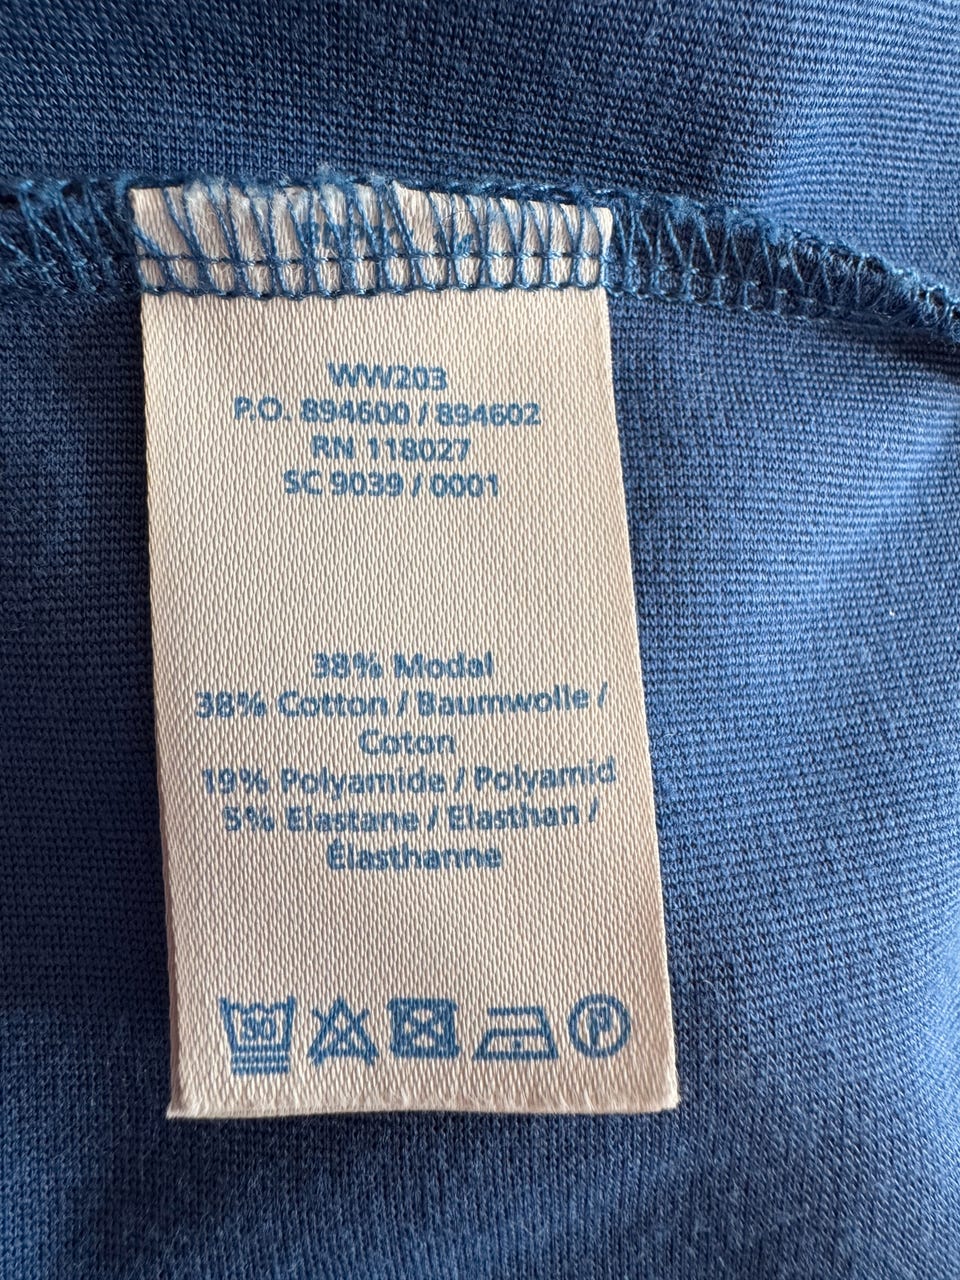 WW203
P.O. 894600 / 894602
RN 118027
SC 9039 / 0001
38% Modal
38% Cotton / Baumwolle /
Coton
19% Polyamide / Polyamid
5% Elastane / Elasthan /
Élasthanne
30 P